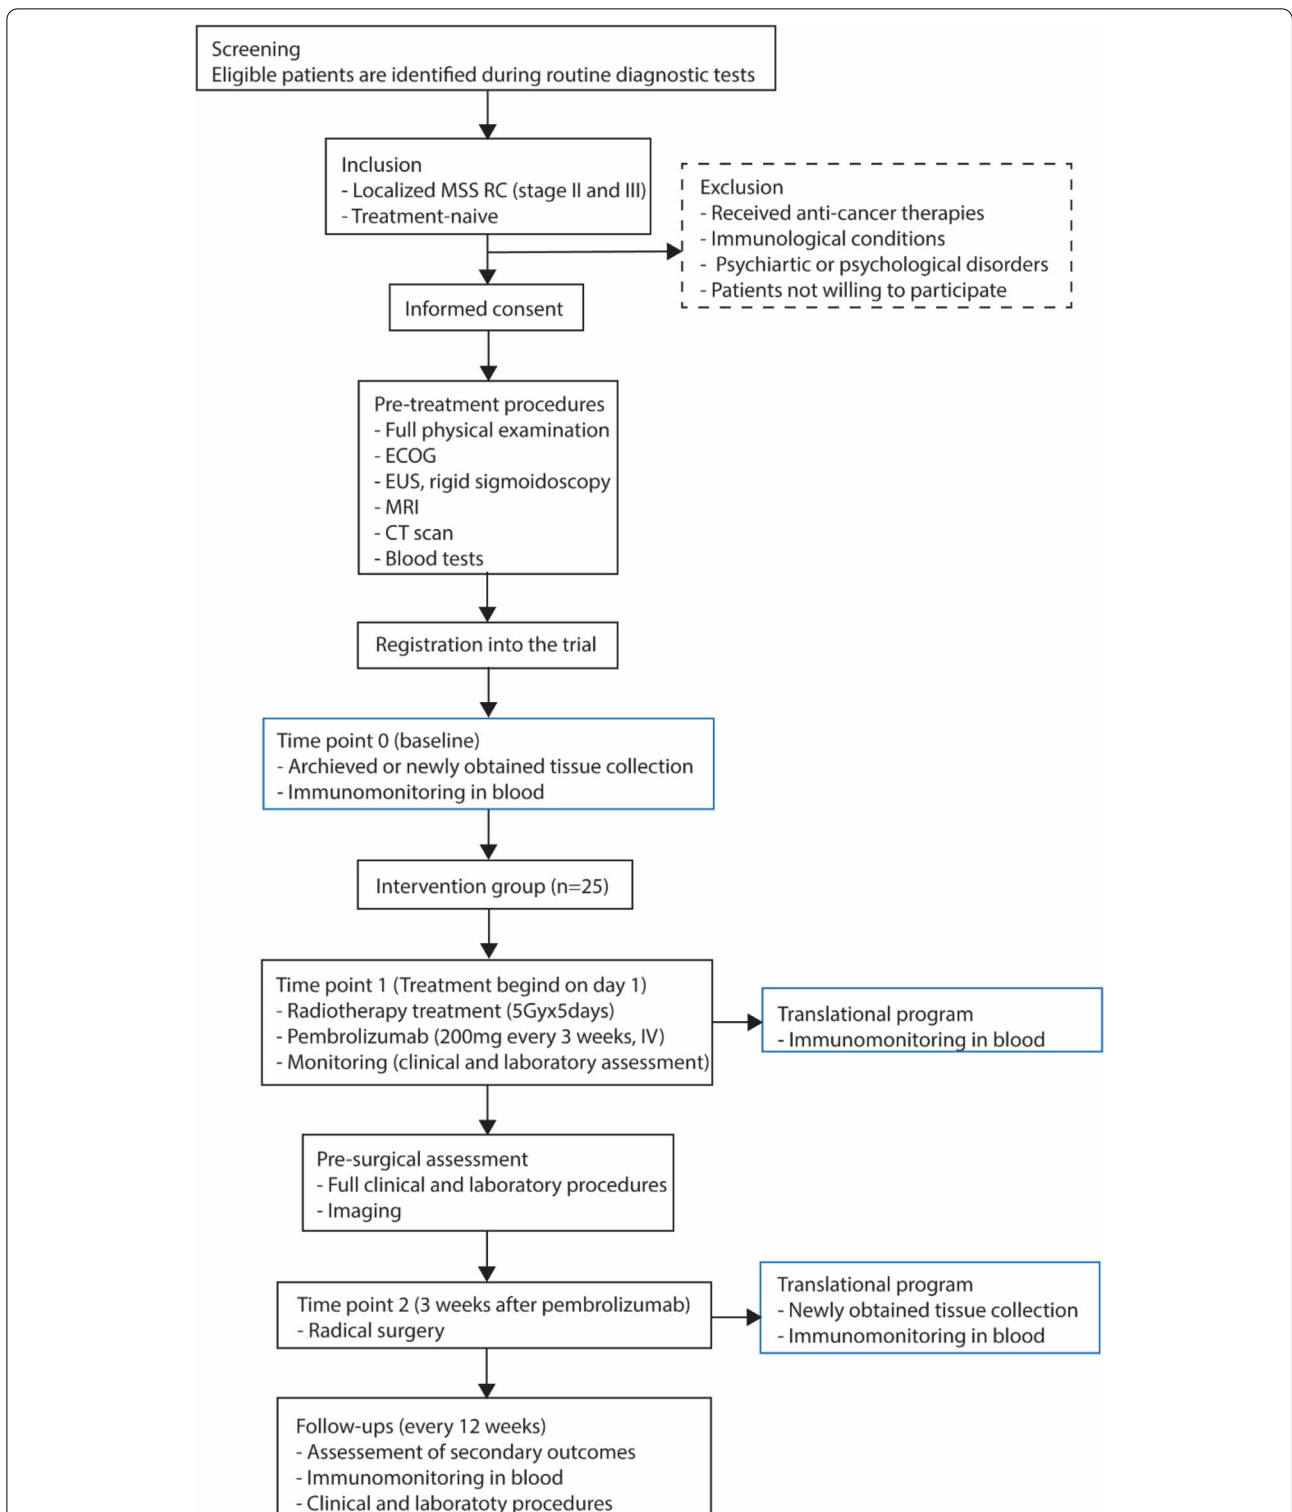 Screening
Eligible patients are identified during routine diagnostic tests
Inclusion
- Localized MSS RC (stage II and III)
- Treatment-naive
Exclusion
- Received anti-cancer therapies
- Immunological conditions
- Psychiartic or psychological disorders
- Patients not willing to participate
Informed consent
Pre-treatment procedures
- Full physical examination
- ECOG
- EUS, rigid sigmoidoscopy
- MRI
- CT scan
- Blood tests
Registration into the trial
Time point 0 (baseline)
- Archieved or newly obtained tissue collection
- Immunomonitoring in blood
Intervention group (n=25)
Time point 1 (Treatment begind on day 1)
- Radiotherapy treatment (5Gyx5days)
- Pembrolizumab (200mg every 3 weeks, IV)
- Monitoring (clinical and laboratory assessment)
Translational program
- Immunomonitoring in blood
Pre-surgical assessment
- Full clinical and laboratory procedures
- Imaging
Time point 2 (3 weeks after pembrolizumab)
- Radical surgery
Translational program
- Newly obtained tissue collection
- Immunomonitoring in blood
Follow-ups (every 12 weeks)
- Assessement of secondary outcomes
- Immunomonitoring in blood
- Clinical and laboratoty procedures